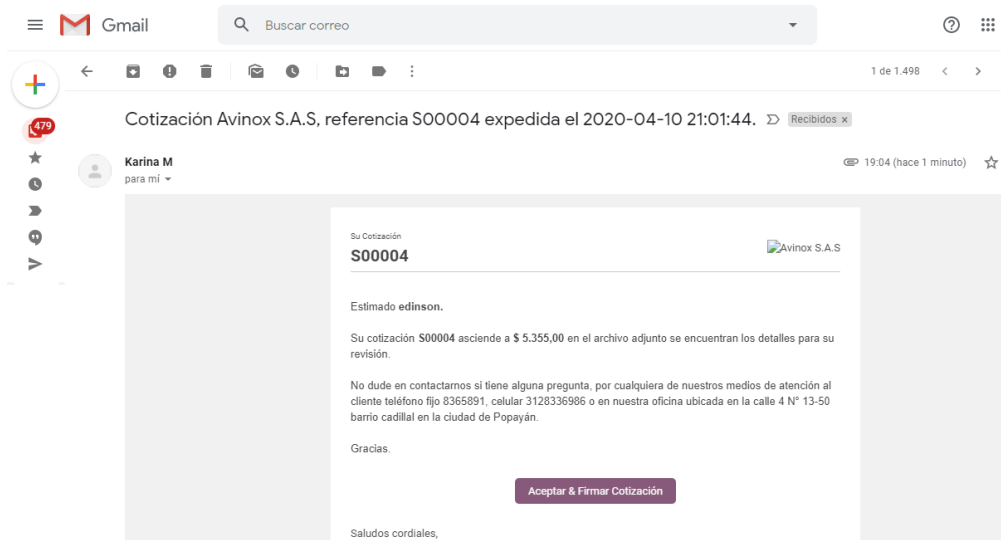 Gmail
Buscar correo
1 de 1.498
479
Cotización Avinox S.A.S, referencia S00004 expedida el 2020-04-10 21:01:44.
Recibidos x
Karina M
19:04 (hace 1 minuto)
para mí
Su Cotización
S00004
Avinox S.A.S
Estimado edinson.
Su cotización S00004 asciende a $ 5.355,00 en el archivo adjunto se encuentran los detalles para su
revisión.
No dude en contactarnos si tiene alguna pregunta, por cualquiera de nuestros medios de atención al
cliente teléfono fijo 8365891, celular 3128336986 o en nuestra oficina ubicada en la calle 4 N° 13-50
barrio cadillal en la ciudad de Popayán.
Gracias.
Aceptar & Firmar Cotización
Saludos cordiales,